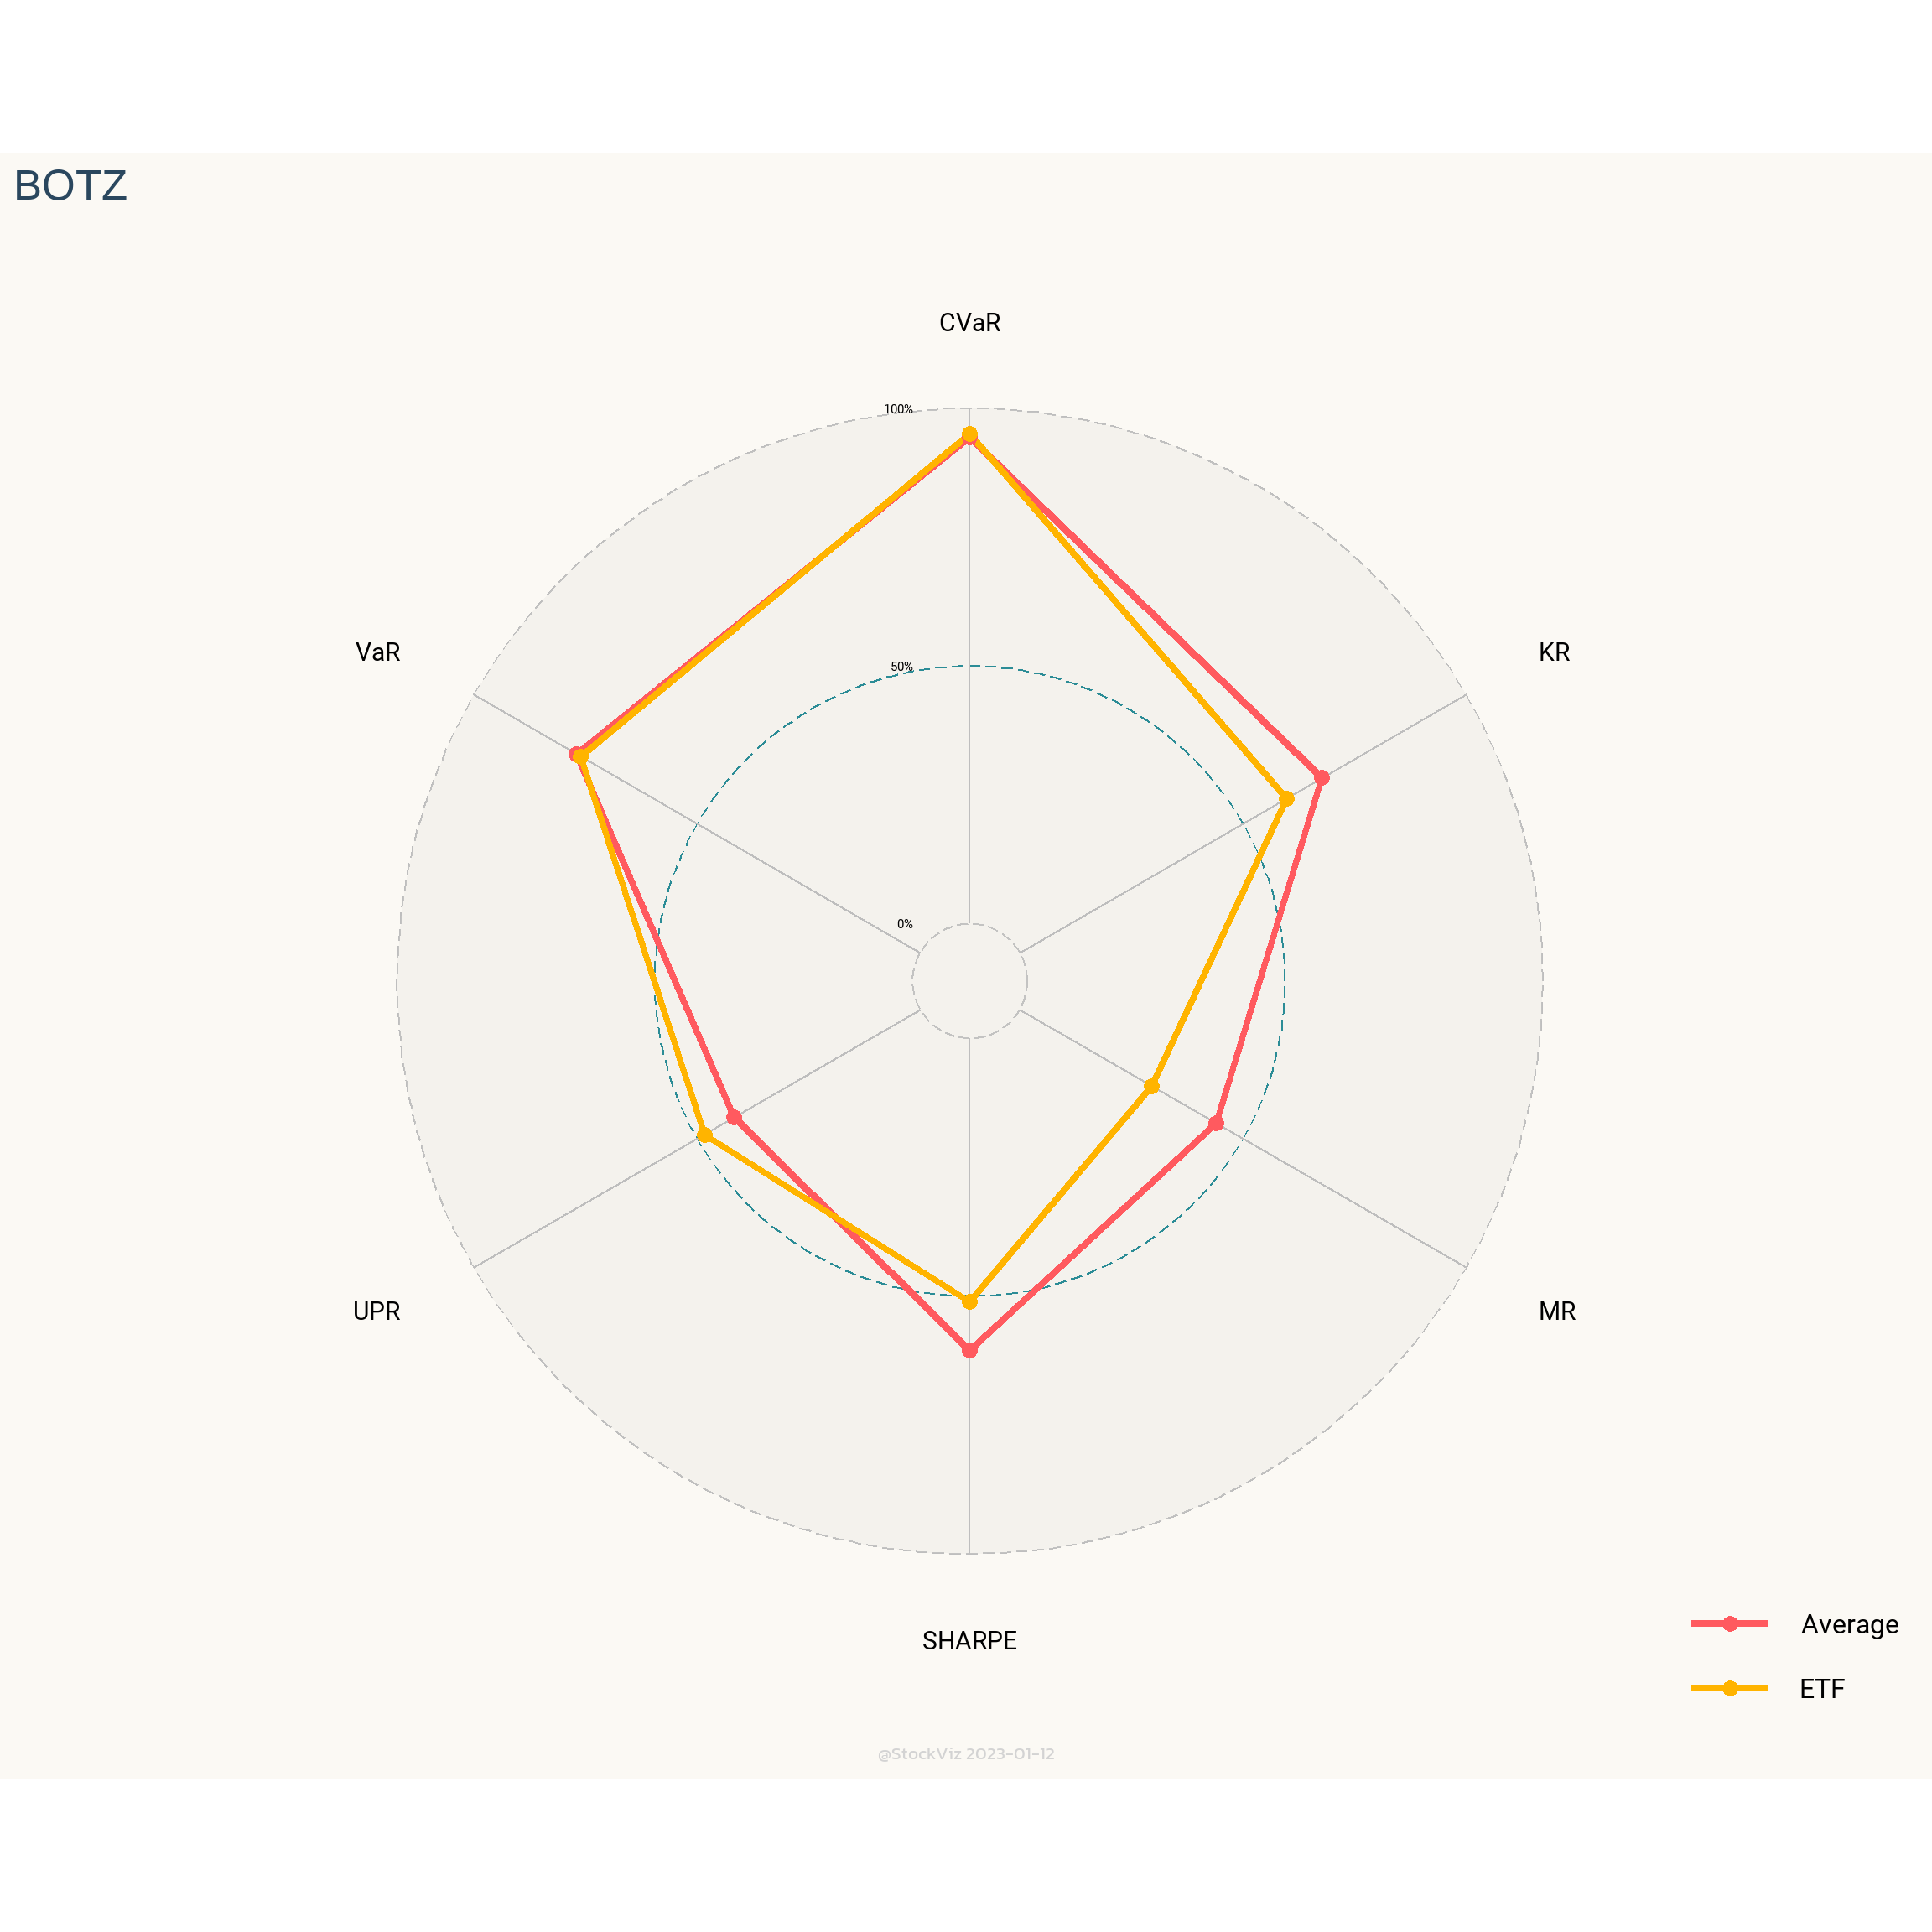 BOTZ
CVaR
100%
VaR
KR
50%
0%
UPR
MR
SHARPE
Average
ETF
@StockViz 2023-01-12